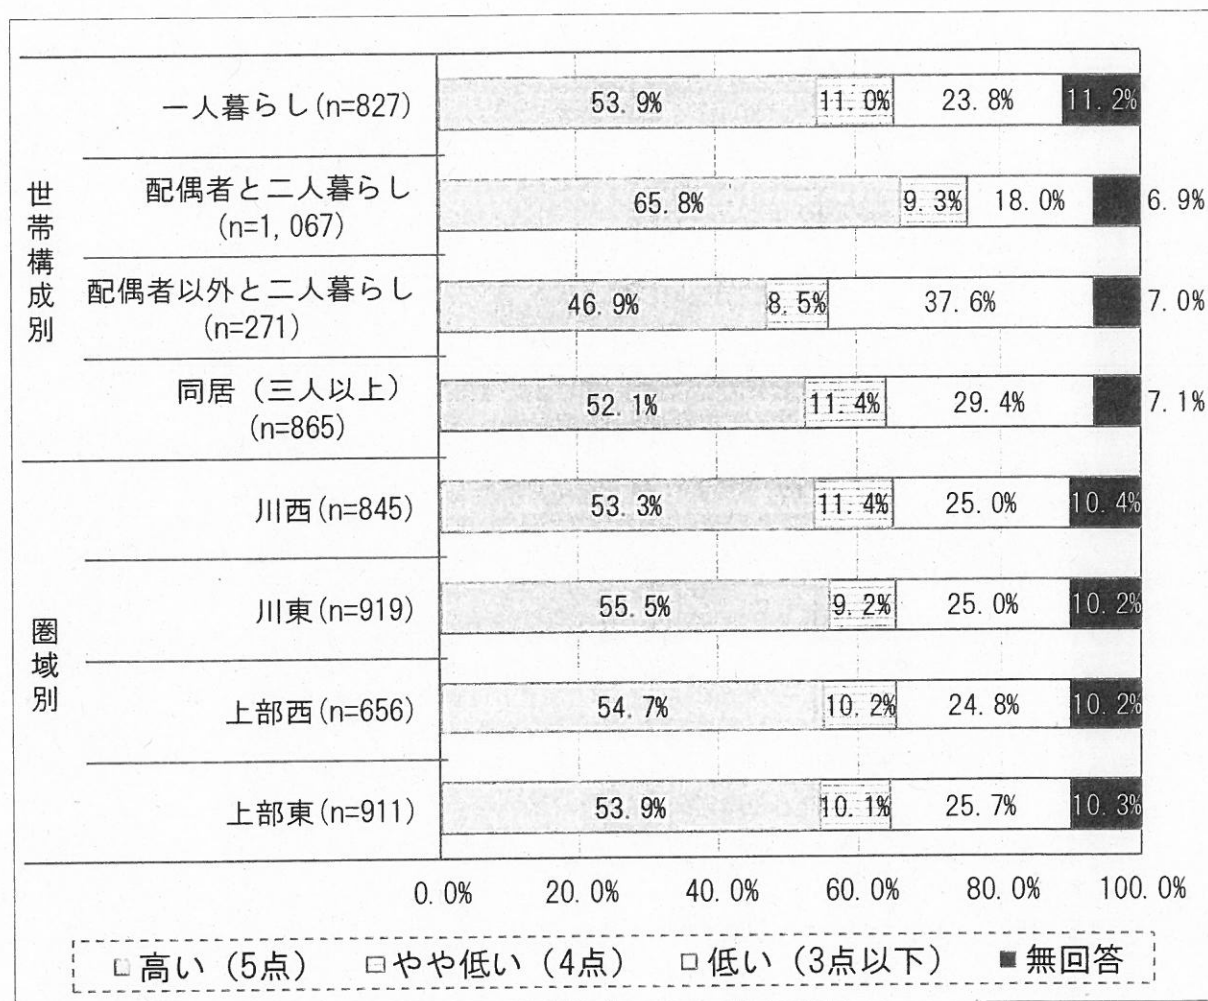 世帯構成別
一人暮らし(n=827)
53.9% 11.0% 23.8% 11.2%
配偶者と二人暮らし
(n=1,067)
65.8% 9.3% 18.0% 6.9%
配偶者以外と二人暮らし
(n=271)
46.9% 8.5% 37.6% 7.0%
同居（三人以上）
(n=865)
52.1% 11.4% 29.4% 7.1%
圏域別
川西(n=845)
53.3% 11.4% 25.0% 10.4%
川東(n=919)
55.5% 9.2% 25.0% 10.2%
上部西(n=656)
54.7% 10.2% 24.8% 10.2%
上部東(n=911)
53.9% 10.1% 25.7% 10.3%
0.0% 20.0% 40.0% 60.0% 80.0% 100.0%
高い（5点） やや低い（4点） 低い（3点以下） 無回答